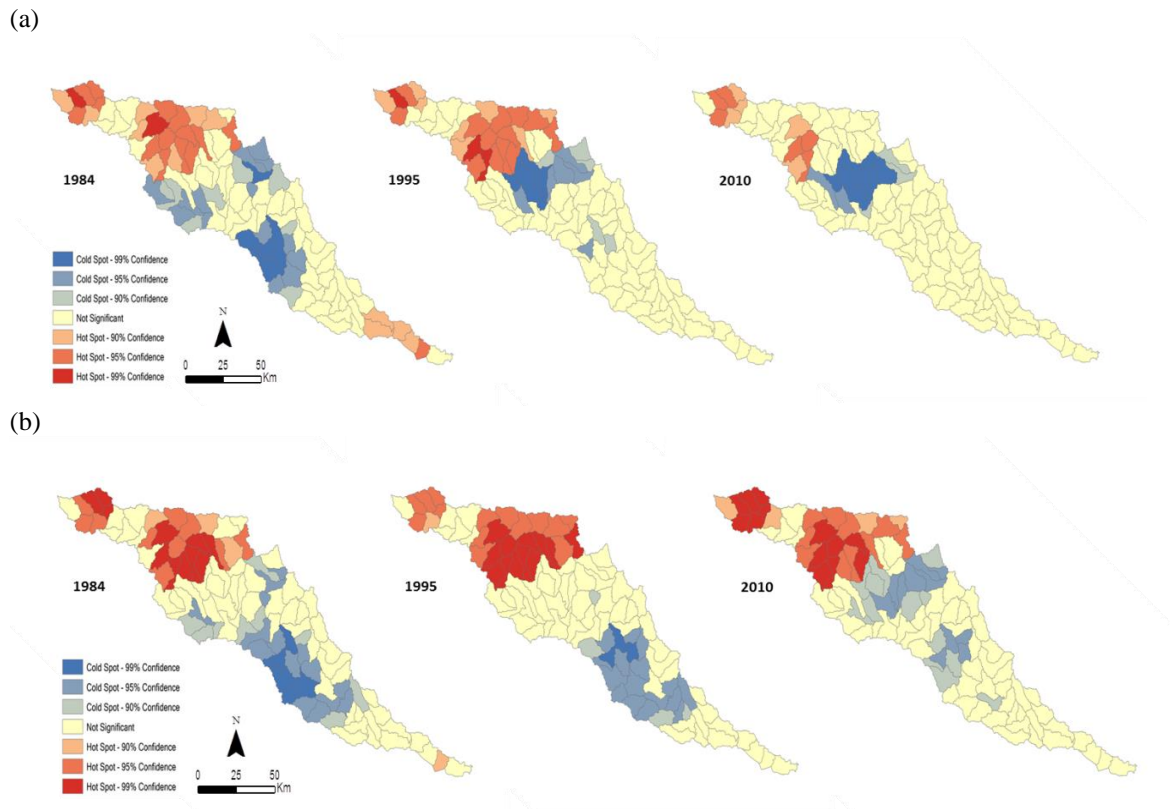 (a)
1984
1995
2010
Cold Spot - 99% Confidence
Cold Spot - 95% Confidence
Cold Spot - 90% Confidence
Not Significant
Hot Spot - 90% Confidence
Hot Spot - 95% Confidence
Hot Spot - 99% Confidence
N
0 25 50
Km
(b)
1984
1995
2010
Cold Spot - 99% Confidence
Cold Spot - 95% Confidence
Cold Spot - 90% Confidence
Not Significant
Hot Spot - 90% Confidence
Hot Spot - 95% Confidence
Hot Spot - 99% Confidence
N
0 25 50
Km